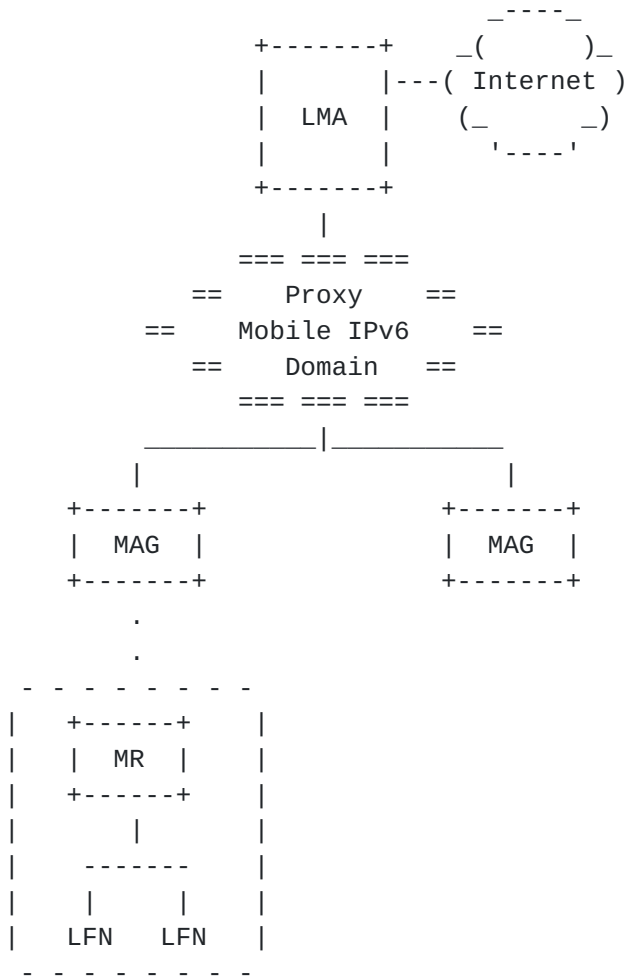 Internet
LMA
Proxy
Mobile IPv6
Domain
MAG MAG
MR
LFN LFN